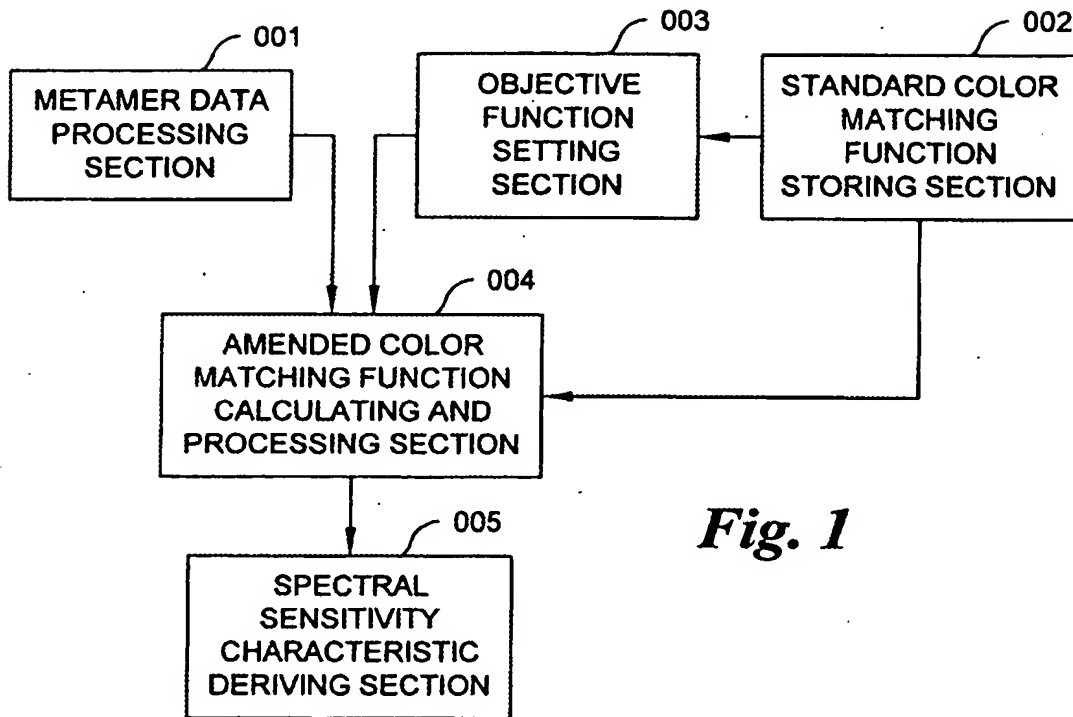 001
METAMER DATA
PROCESSING
SECTION
003
OBJECTIVE
FUNCTION
SETTING
SECTION
002
STANDARD COLOR
MATCHING
FUNCTION
STORING SECTION
004
AMENDED COLOR
MATCHING FUNCTION
CALCULATING AND
PROCESSING SECTION
005
SPECTRAL
SENSITIVITY
CHARACTERISTIC
DERIVING SECTION
Fig. 1